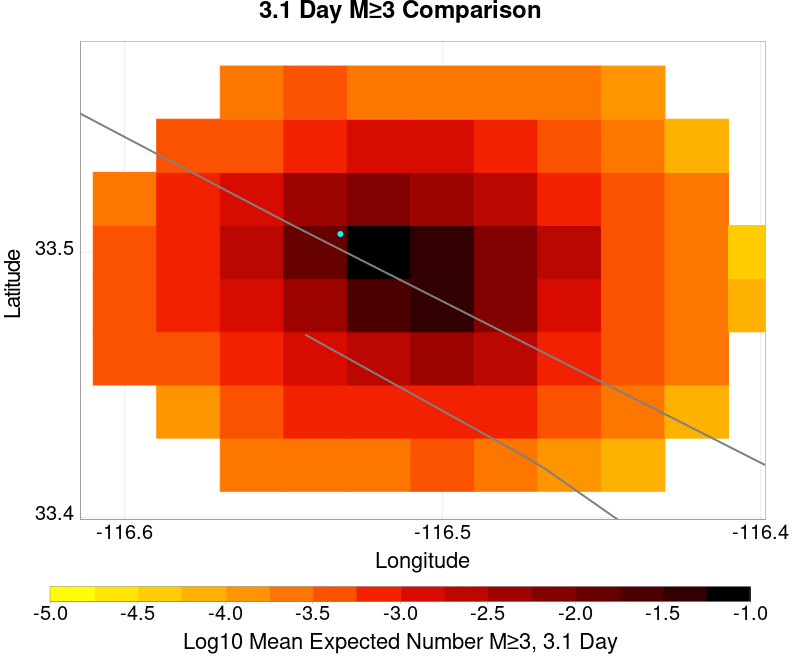 3.1 Day M≥3 Comparison
Latitude
33.5
33.4
-116.6 -116.5 -116.4
Longitude
-5.0 -4.5 -4.0 -3.5 -3.0 -2.5 -2.0 -1.5 -1.0
Log10 Mean Expected Number M≥3, 3.1 Day